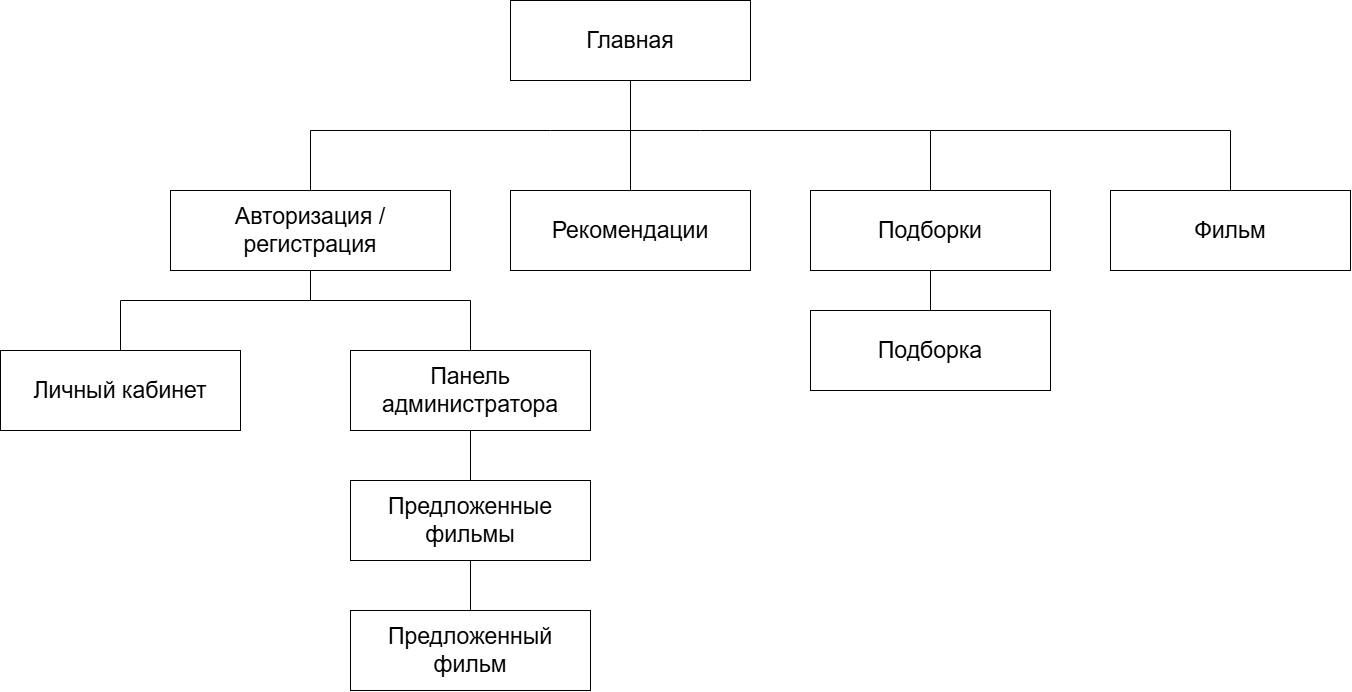 Главная
Авторизация /
регистрация
Рекомендации
Подборки
Фильм
Подборка
Личный кабинет
Панель
администратора
Предложенные
фильмы
Предложенный
фильм